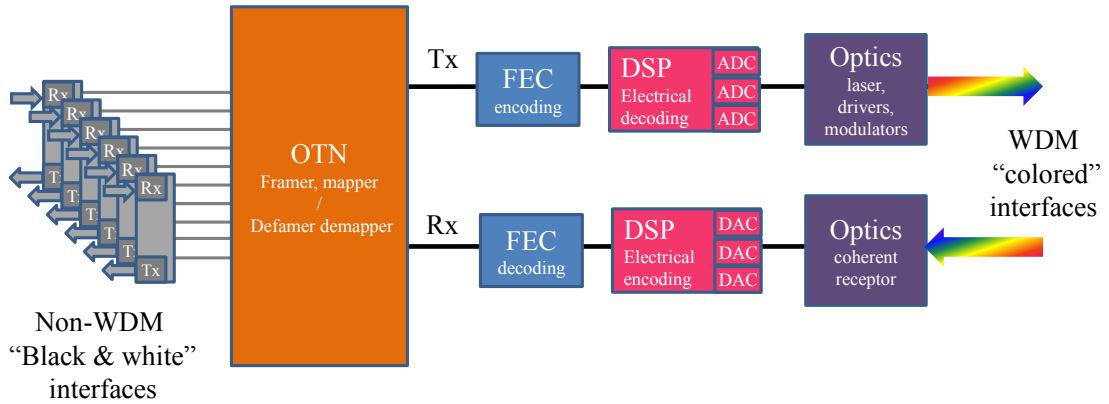 Rx
Rx
Rx
Rx
Rx
Rx
Tx
Tx
Tx
Tx
Tx
Tx
Non-WDM
“Black & white”
interfaces
OTN
Framer, mapper
/
Defamer demapper
Tx
FEC
encoding
DSP
Electrical
decoding
ADC
ADC
ADC
Optics
laser,
drivers,
modulators
Rx
FEC
decoding
DSP
Electrical
encoding
DAC
DAC
DAC
Optics
coherent
receptor
WDM
“colored”
interfaces